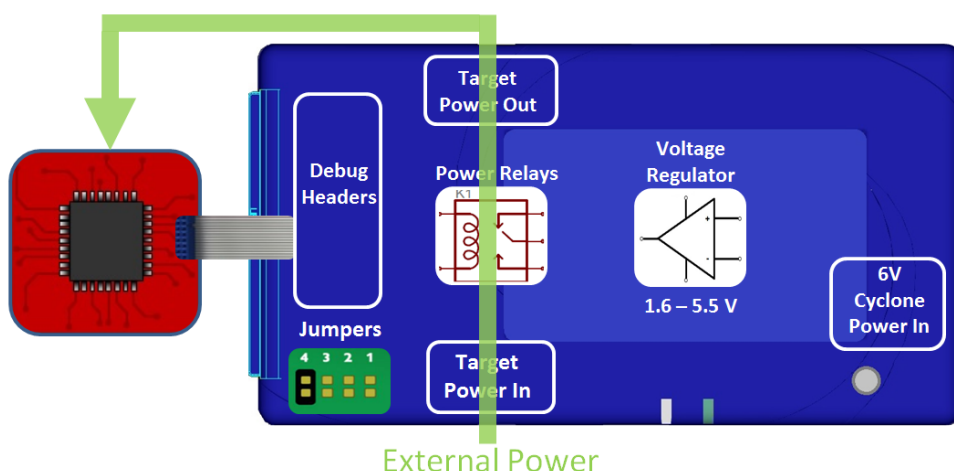 Target
Power Out
Debug
Headers
Power Relays
K1
Voltage
Regulator
+
-
1.6 – 5.5 V
6V
Cyclone
Power In
Jumpers
4 3 2 1
Target
Power In
External Power